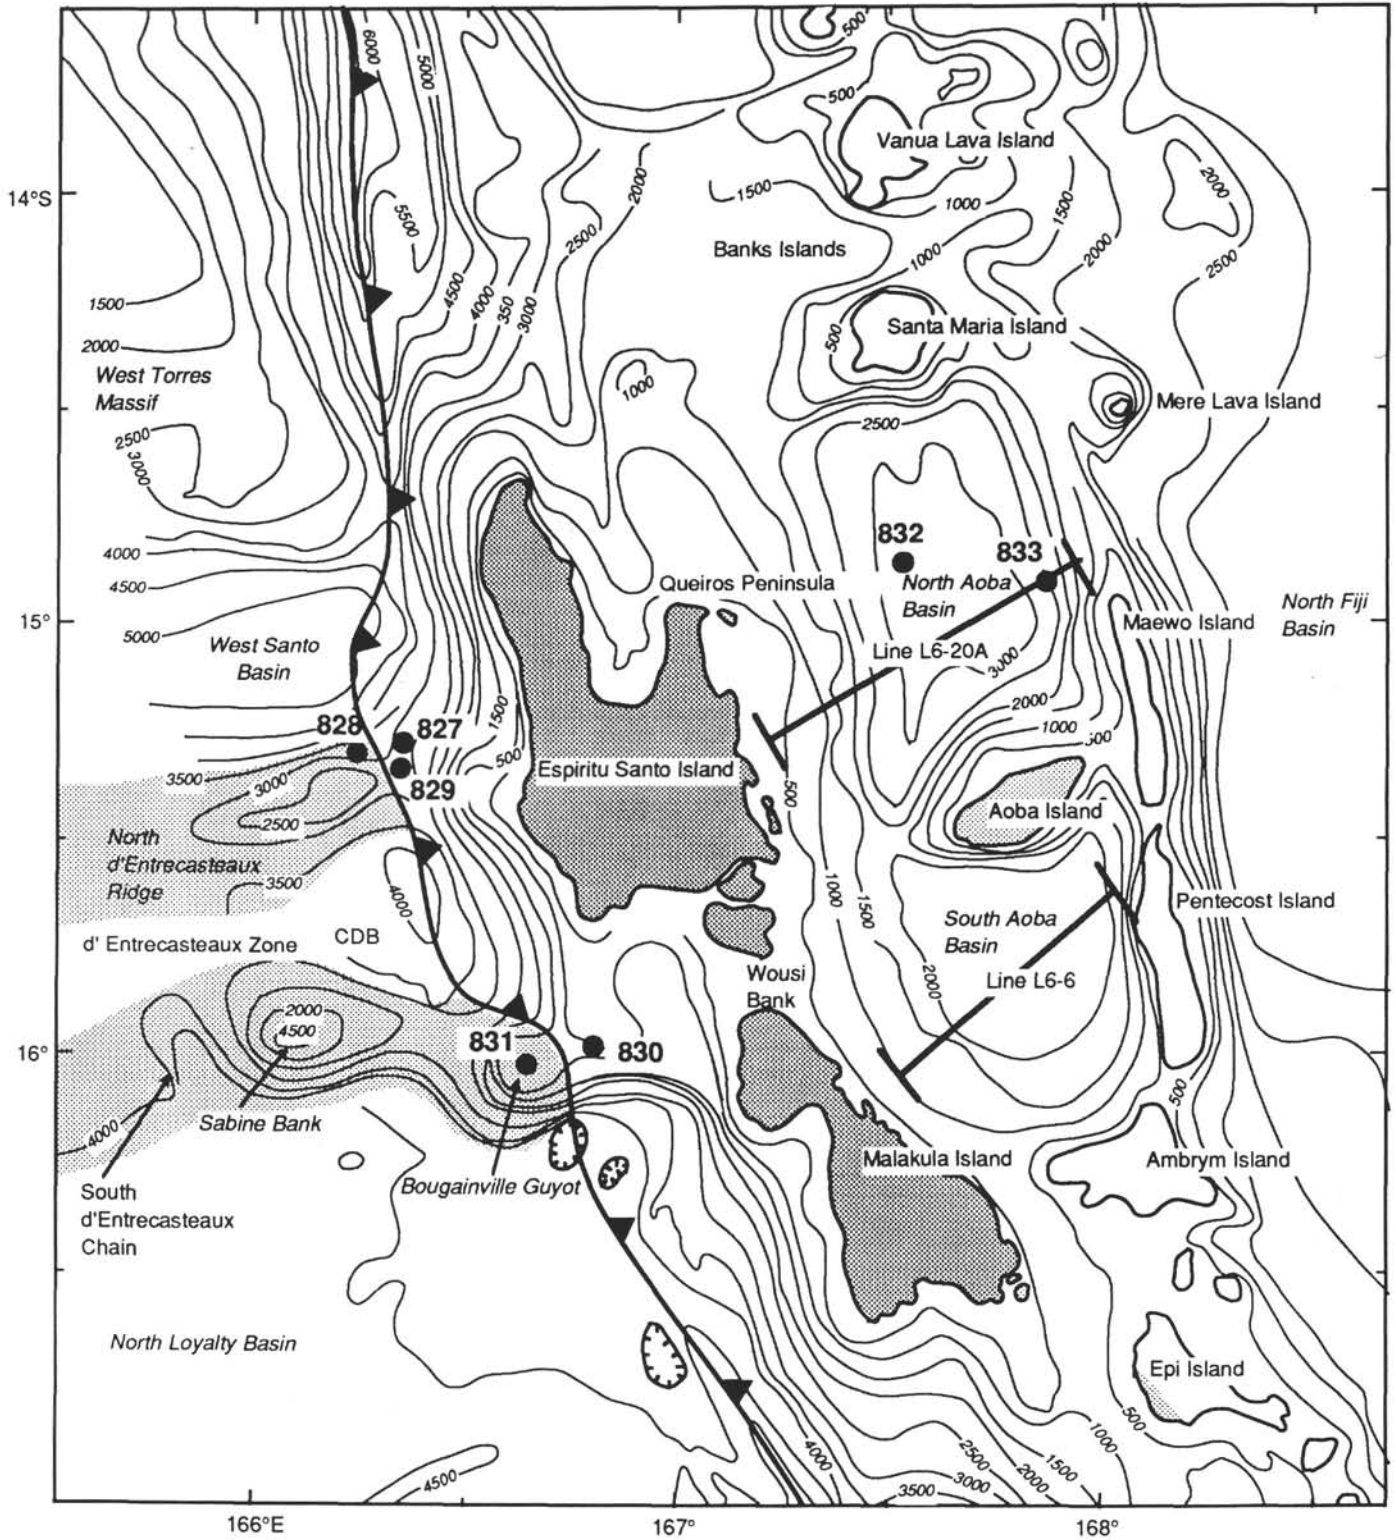 6000
5000
500
500
Vanua Lava Island
14°S
2000
1500
2000
5500
1000
1500
2500
Banks Islands
1000
2000
2500
1500
4500
4000
350
3000
Santa Maria Island
500
2000
West Torres
Massif
1000
Mere Lava Island
2500
2500
3000
832
833
4000
4500
Queiros Peninsula
North Aoba
Basin
North Fiji
Basin
15°
5000
Maewo Island
West Santo
Basin
Line L6-20A
3000
1500
2000
828
827
1000
500
500
Espiritu Santo Island
3500
3000
829
500
2500
Aoba Island
North
d'Entrecasteaux
Ridge
3500
4000
1000
1500
Pentecost Island
South Aoba
Basin
d' Entrecasteaux Zone
CDB
2000
Line L6-6
Wousi
Bank
2000
4500
831
830
16°
500
Sabine Bank
4000
Malakula Island
Ambrym Island
Bougainville Guyot
South
d'Entrecasteaux
Chain
North Loyalty Basin
Epi Island
500
1000
4500
4000
2500
1500
3000
2000
3500
166°E
167°
168°